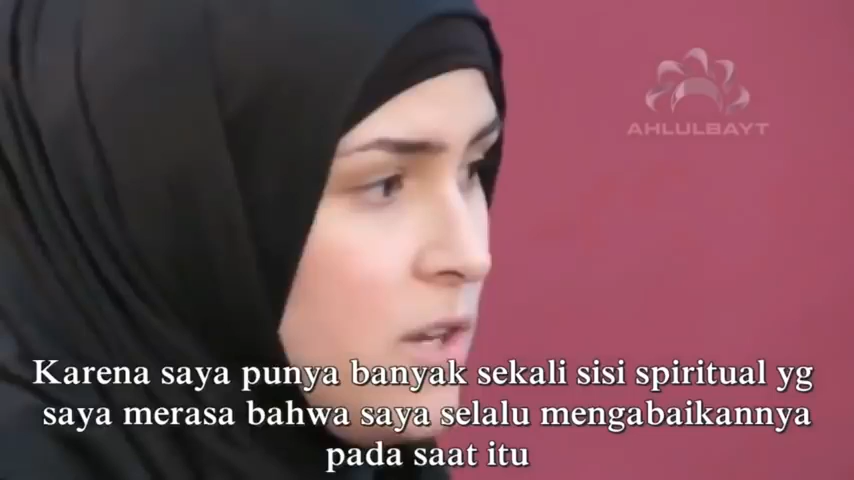 AHLULBAYT
Karena saya punya banyak sekali sisi spiritual yg
saya merasa bahwa saya selalu mengabaikannya
pada saat itu